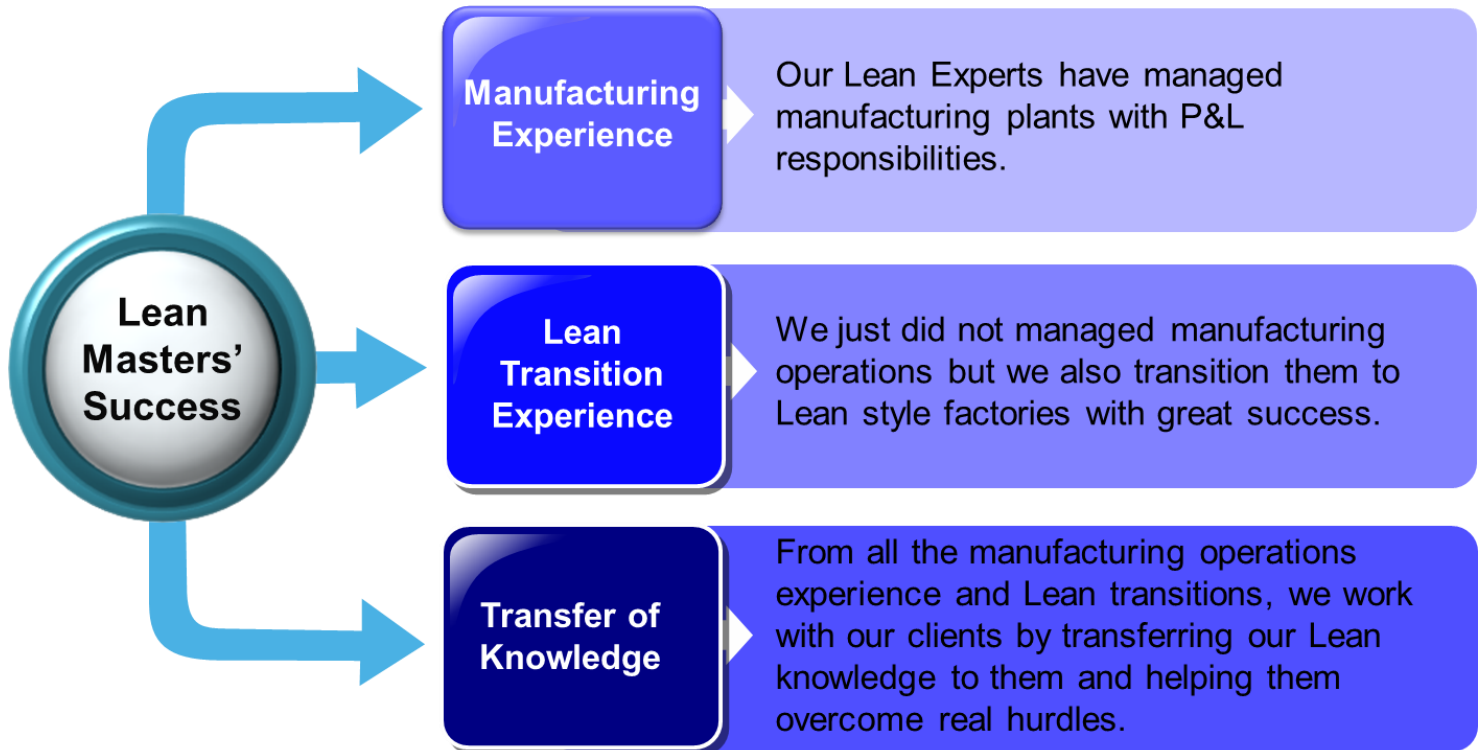 Lean
Masters’
Success
Manufacturing
Experience
Our Lean Experts have managed
manufacturing plants with P&L
responsibilities.
Lean
Transition
Experience
We just did not managed manufacturing
operations but we also transition them to
Lean style factories with great success.
Transfer of
Knowledge
From all the manufacturing operations
experience and Lean transitions, we work
with our clients by transferring our Lean
knowledge to them and helping them
overcome real hurdles.